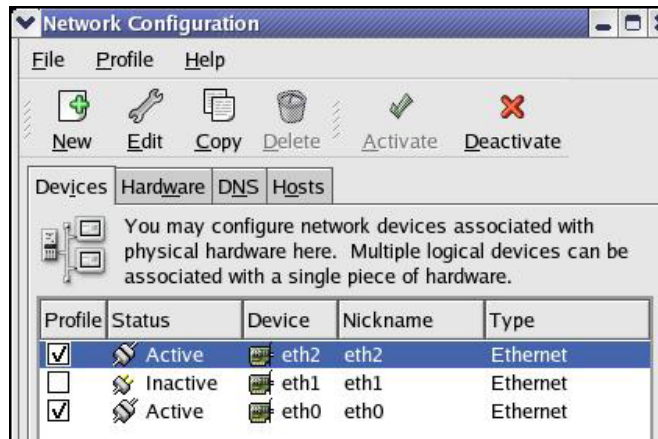 Network Configuration
File Profile Help
New Edit Copy Delete Activate Deactivate
Devices Hardware DNS Hosts
You may configure network devices associated with
physical hardware here. Multiple logical devices can be
associated with a single piece of hardware.
Profile Status Device Nickname Type
Active eth2 eth2 Ethernet
Inactive eth1 eth1 Ethernet
Active eth0 eth0 Ethernet